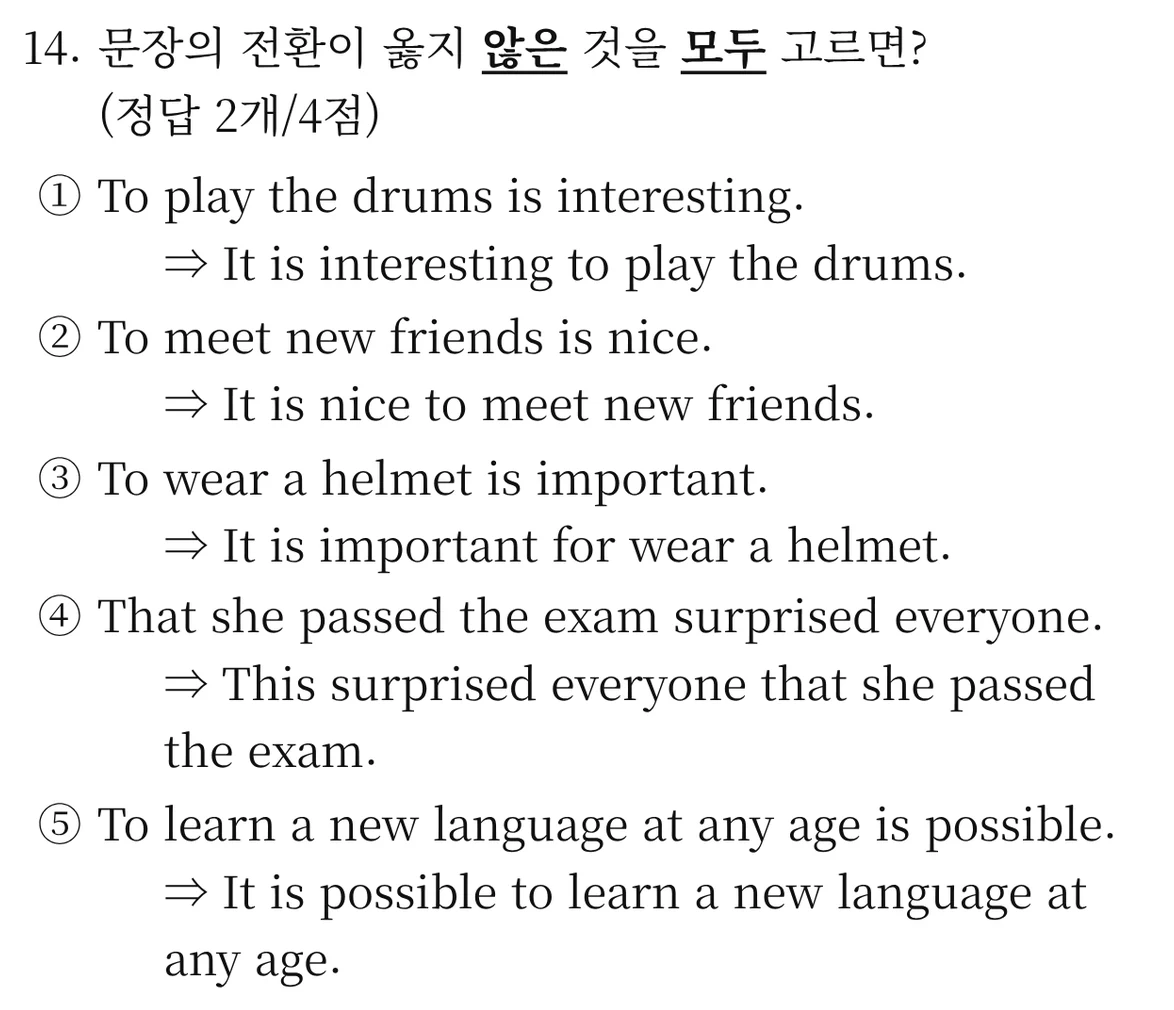 14. 문장의 전환이 옳지 않은 것을 모두 고르면?
(정답 2개/4점)
① To play the drums is interesting.
⇒ It is interesting to play the drums.
② To meet new friends is nice.
⇒ It is nice to meet new friends.
③ To wear a helmet is important.
⇒ It is important for wear a helmet.
④ That she passed the exam surprised everyone.
⇒ This surprised everyone that she passed
the exam.
⑤ To learn a new language at any age is possible.
⇒ It is possible to learn a new language at
any age.